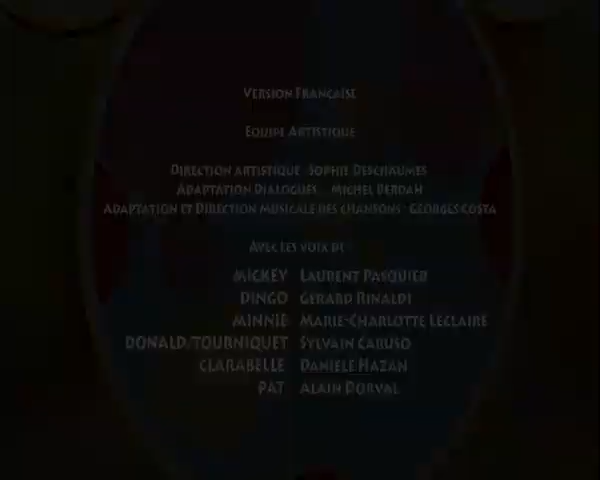 VERSION FRANÇAISE
EQUIPE ARTISTIQUE
DIRECTION ARTISTIQUE : SOPHIE DESCHAUMES
ADAPTATION DIALOGUES : MICHEL BERDAH
ADAPTATION ET DIRECTION MUSICALE DES CHANSONS : GEORGES COSTA
AVEC LES VOIX DE :
MICKEY LAURENT PASQUIER
DINGO GERARD RINALDI
MINNIE MARIE-CHARLOTTE LECLAIRE
DONALD/TOURNIQUET SYLVAIN CARUSO
CLARABELLE DANIELE HAZAN
PAT ALAIN DORVAL